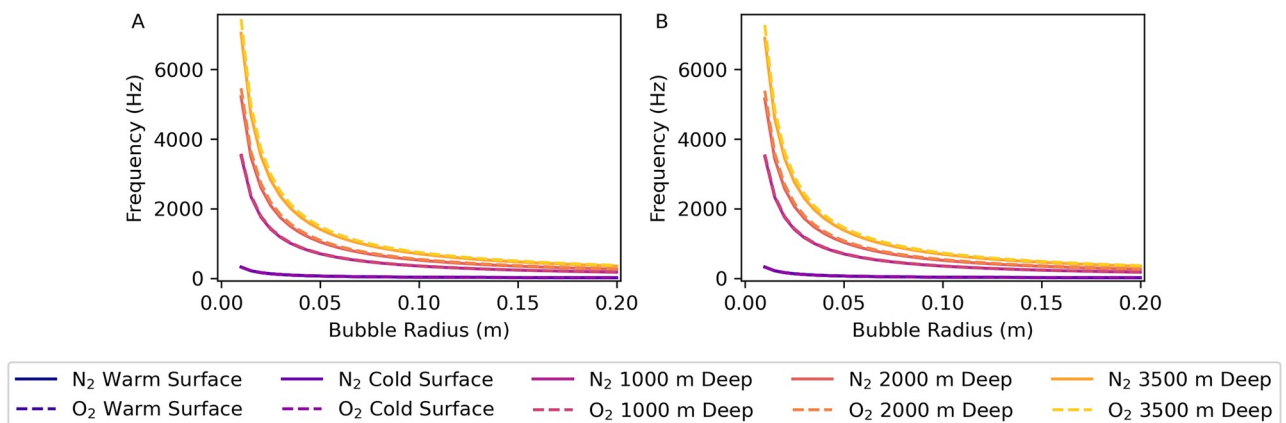 A
B
Frequency (Hz)
6000
4000
2000
0
0.00 0.05 0.10 0.15 0.20
Bubble Radius (m)
Frequency (Hz)
6000
4000
2000
0
0.00 0.05 0.10 0.15 0.20
Bubble Radius (m)
N₂ Warm Surface N₂ Cold Surface N₂ 1000 m Deep N₂ 2000 m Deep N₂ 3500 m Deep
O₂ Warm Surface O₂ Cold Surface O₂ 1000 m Deep O₂ 2000 m Deep O₂ 3500 m Deep